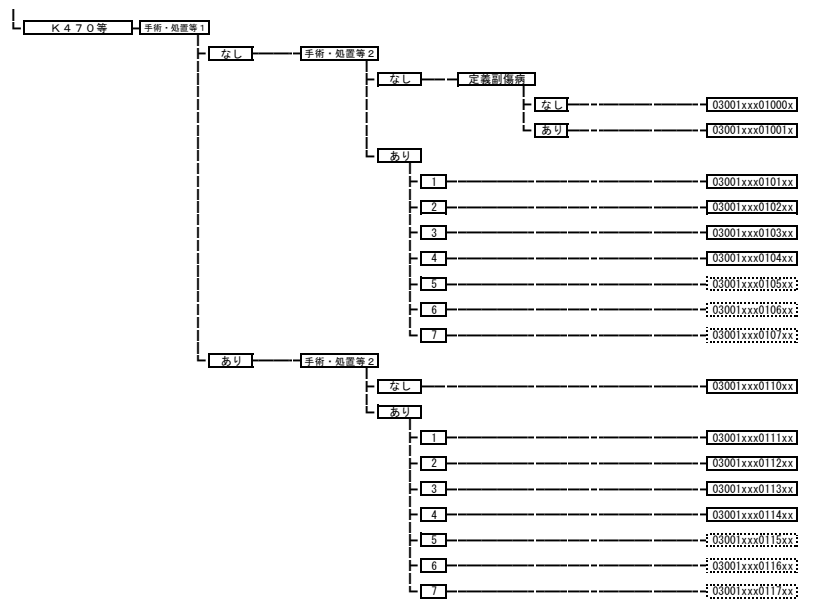 Ｋ４７０等 手術・処置等１
なし 手術・処置等２
なし 定義副傷病
なし 03001xxx01000x
あり 03001xxx01001x
あり
1 03001xxx0101xx
2 03001xxx0102xx
3 03001xxx0103xx
4 03001xxx0104xx
5 03001xxx0105xx
6 03001xxx0106xx
7 03001xxx0107xx
あり 手術・処置等２
なし 03001xxx0110xx
あり
1 03001xxx0111xx
2 03001xxx0112xx
3 03001xxx0113xx
4 03001xxx0114xx
5 03001xxx0115xx
6 03001xxx0116xx
7 03001xxx0117xx